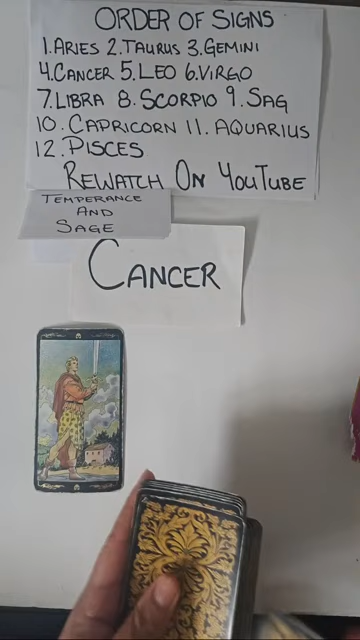 ORDER OF SIGNS
1.ARIES 2.TAURUS 3.GEMINI
4.CANCER 5.LEO 6.VIRGO
7.LIBRA 8.SCORPIO 9.SAG
10.CAPRICORN 11.AQUARIUS
12.PISCES
REWATCH ON YOUTUBE
TEMPERANCE
AND
SAGE
CANCER